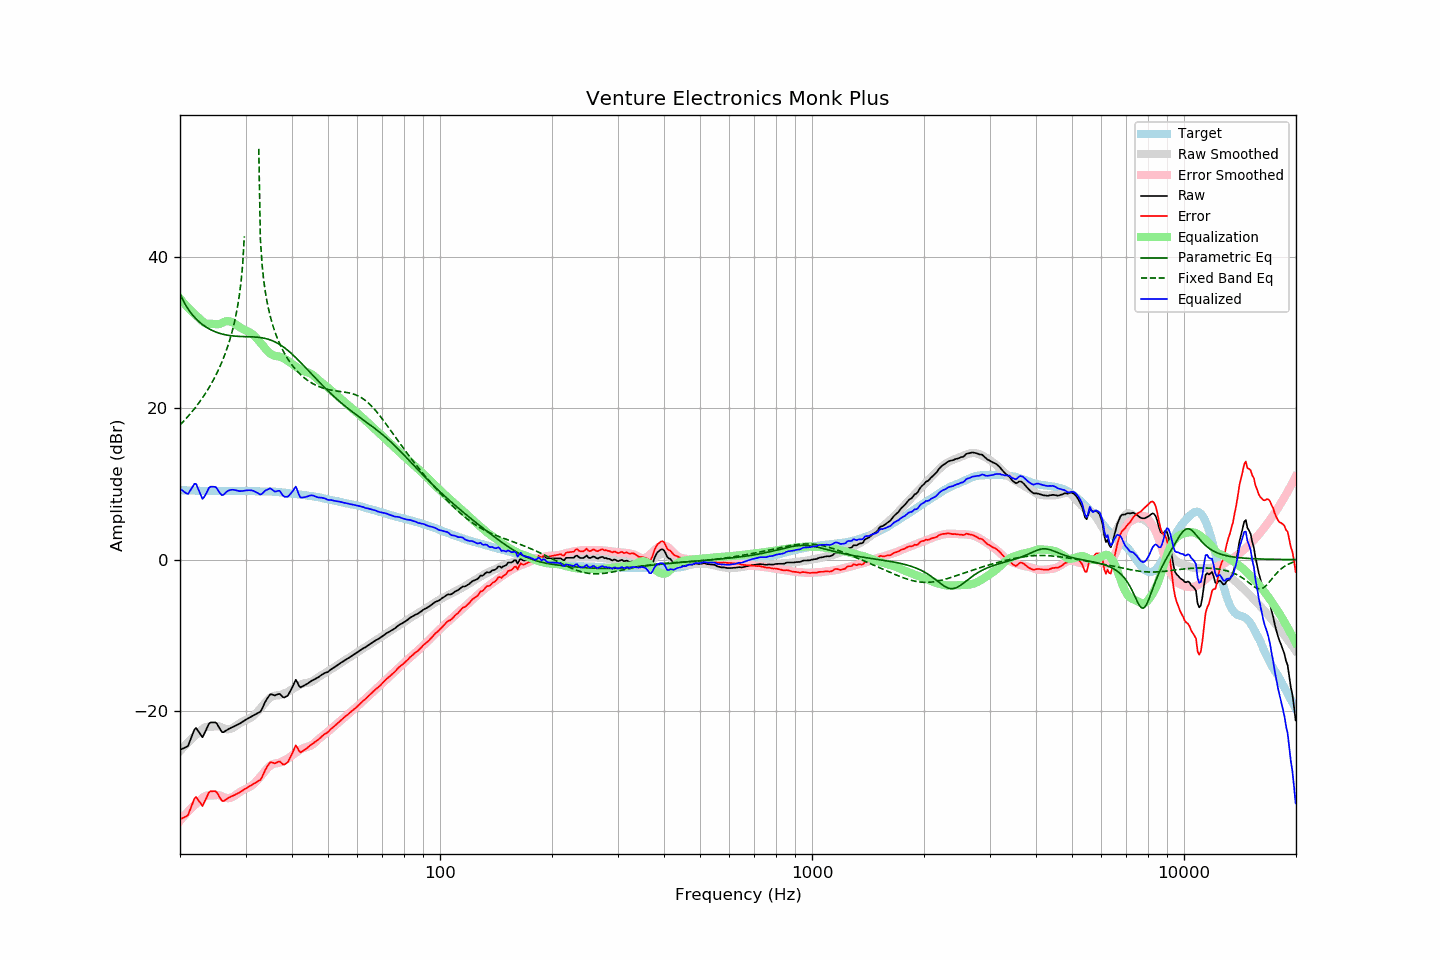 Venture Electronics Monk Plus
Target
Raw Smoothed
Error Smoothed
Raw
Error
Equalization
Parametric Eq
Fixed Band Eq
Equalized
Amplitude (dBr)
40
20
0
−20
100
1000
10000
Frequency (Hz)